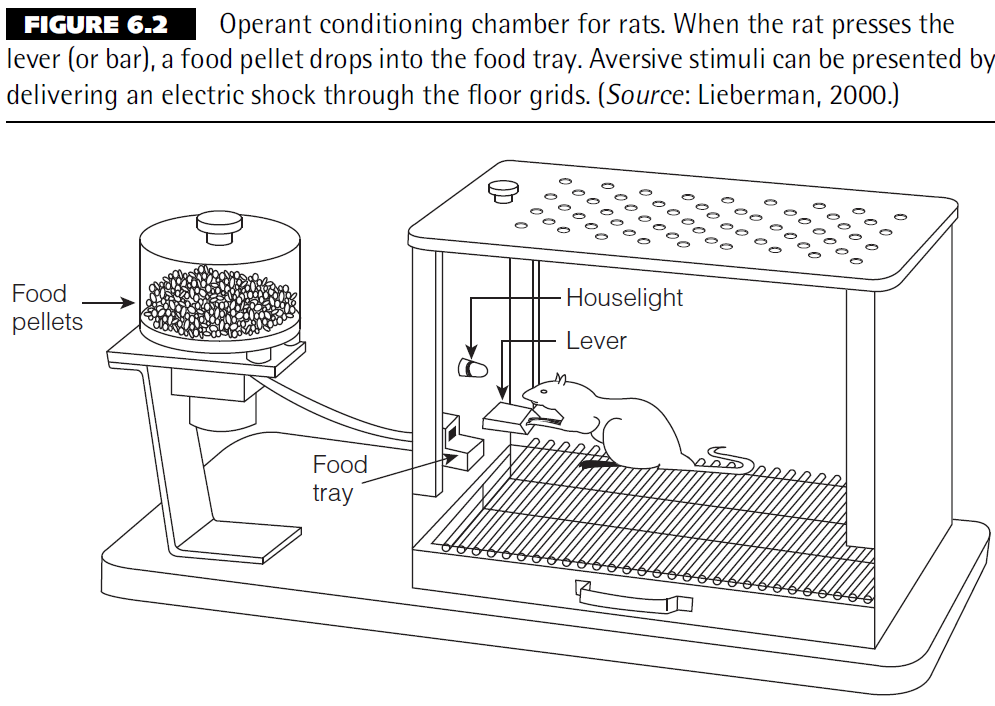 FIGURE 6.2 Operant conditioning chamber for rats. When the rat presses the
lever (or bar), a food pellet drops into the food tray. Aversive stimuli can be presented by
delivering an electric shock through the floor grids. (Source: Lieberman, 2000.)
Food
pellets
Houselight
Lever
Food
tray